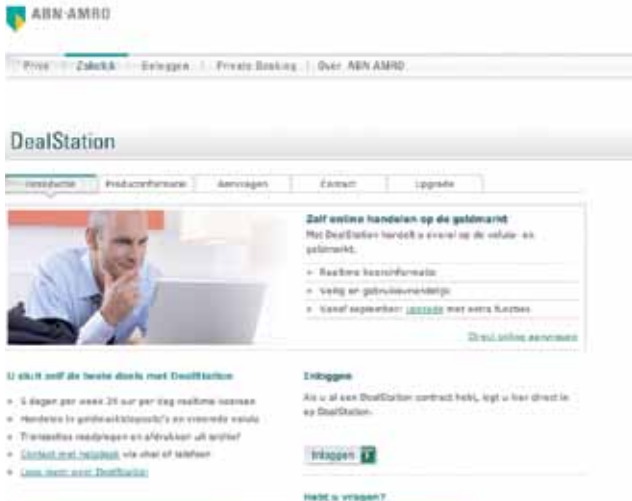 ABN·AMRO
Privé | Zakelijk | Beleggen | Private Banking | Over ABN AMRO
DealStation
Introductie Productinformatie Aanvragen Contact Upgrade
Zelf online handelen op de geldmarkt
Met DealStation handelt u overal op de valuta- en
geldmarkt.
Realtime koersinformatie
Veilig en gebruiksvriendelijk
Vanaf september: upgrade met extra functies
Direct online aanvragen
U sluit zelf de beste deals met DealStation
5 dagen per week 24 uur per dag realtime koersen
Handelen in geldmarktdeposito's en vreemde valuta
Transacties raadplegen en afdrukken uit archief
Contact met helpdesk via chat of telefoon
Lees meer over DealStation
Inloggen
Als u al een DealStation contract hebt, logt u hier direct in
op DealStation.
Inloggen
Hebt u vragen?